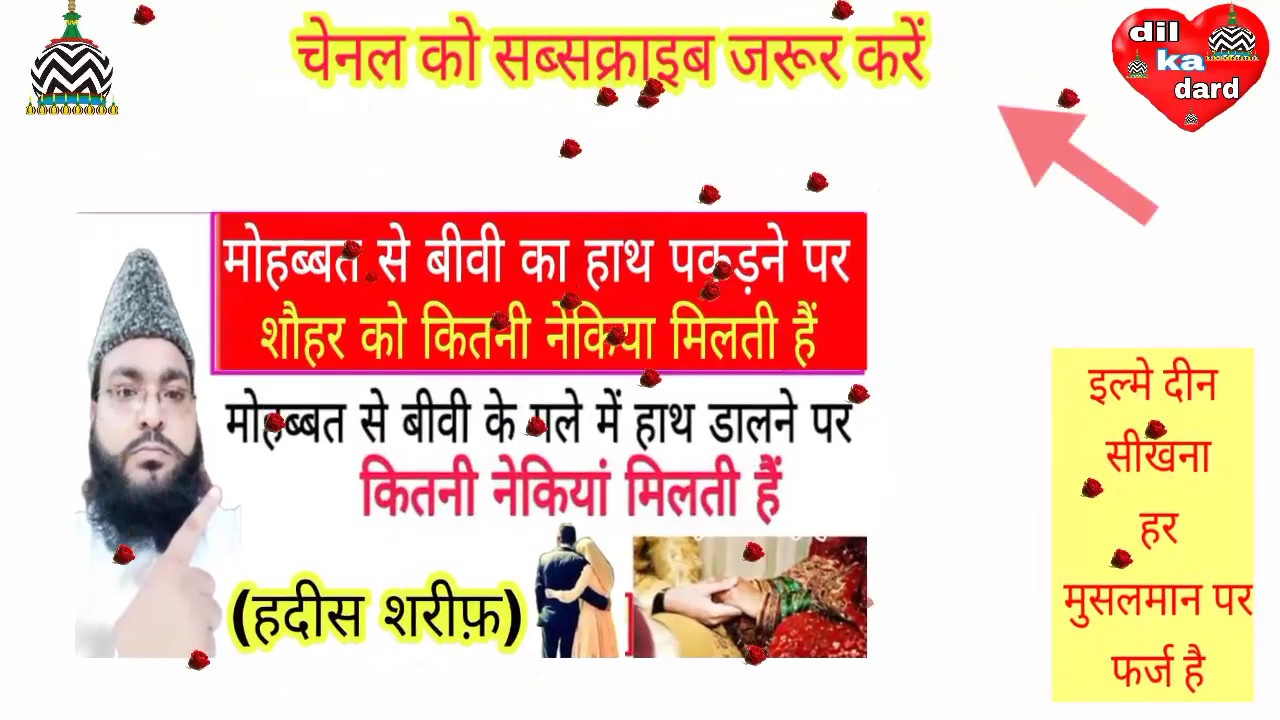 चेनल को सब्सक्राइब जरूर करें
dil
ka
dard
मोहब्बत से बीवी का हाथ पकड़ने पर
शौहर को कितनी नेकिया मिलती हैं
मोहब्बत से बीवी के गले में हाथ डालने पर
कितनी नेकियां मिलती हैं
(हदीस शरीफ़)
]
इल्मे दीन
सीखना
हर
मुसलमान पर
फर्ज है